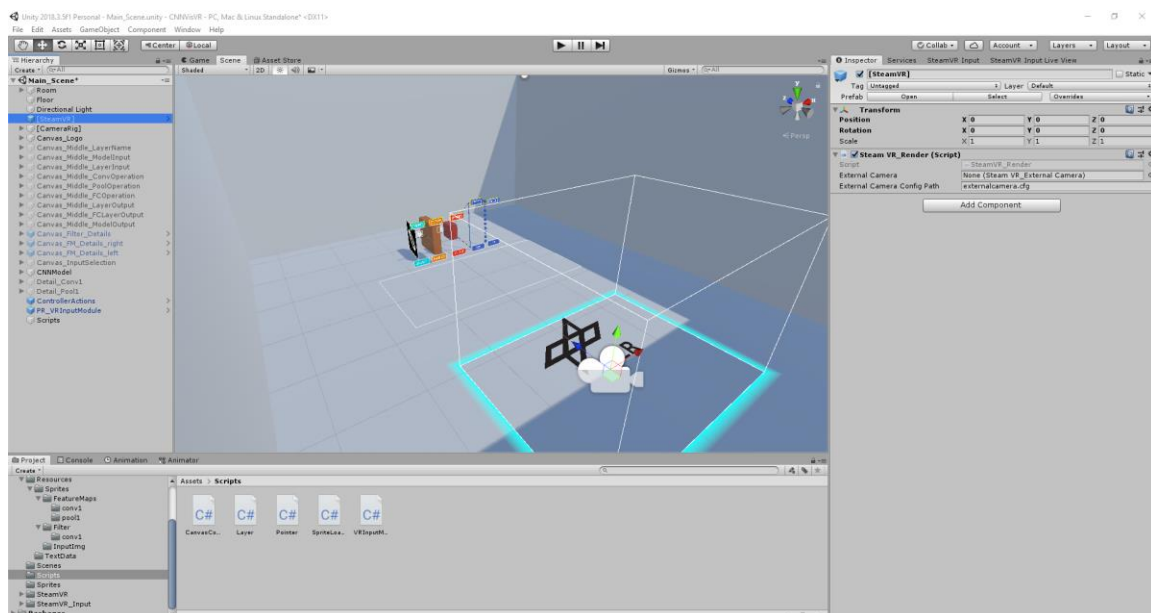 Unity 2018.3.5f1 Personal - Main_Scene.unity - CNNVisVR - PC, Mac & Linux Standalone* <DX11>
File Edit Assets GameObject Component Window Help
Center Local
Collab Account Layers Layout
Hierarchy
Create All
Main_Scene*
Room
Floor
Directional Light
[SteamVR]
[CameraRig]
Canvas_Logo
Canvas_Middle_LayerName
Canvas_Middle_ModelInput
Canvas_Middle_LayerInput
Canvas_Middle_ConvOperation
Canvas_Middle_PoolOperation
Canvas_Middle_FCOperation
Canvas_Middle_LayerOutput
Canvas_Middle_FCLayerOutput
Canvas_Middle_ModelOutput
Canvas_Filter_Details
Canvas_FM_Details_right
Canvas_FM_Details_left
Canvas_InputSelection
CNNModel
Detail_Conv1
Detail_Pool1
ControllerActions
PR_VRInputModule
Scripts
Game Scene Asset Store
Shaded 2D Gizmos All
y
Persp
Inspector Services SteamVR Input SteamVR Input Live View
[SteamVR] Static
Tag Untagged Layer Default
Prefab Open Select Overrides
Transform
Position X 0 Y 0 Z 0
Rotation X 0 Y 0 Z 0
Scale X 1 Y 1 Z 1
Steam VR_Render (Script)
Script SteamVR_Render
External Camera None (Steam VR_External Camera)
External Camera Config Path externalcamera.cfg
Add Component
Project Console Animation Animator
Create
Resources
Sprites
FeatureMaps
conv1
pool1
Filter
conv1
InputImg
TextData
Scenes
Scripts
Sprites
SteamVR
SteamVR_Input
Assets > Scripts
C# C# C# C# C#
CanvasCo... Layer Pointer SpriteLoa... VRInputM...